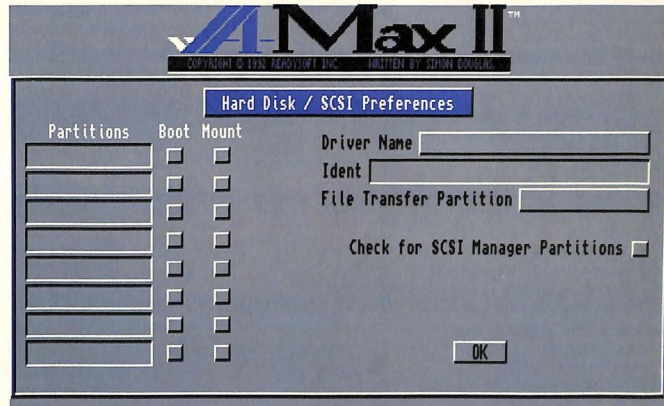 A-Max II™
COPYRIGHT © 1992 READYSOFT INC WRITTEN BY SIMON DOUGLAS.
Hard Disk / SCSI Preferences
Partitions Boot Mount
Driver Name
Ident
File Transfer Partition
Check for SCSI Manager Partitions
OK